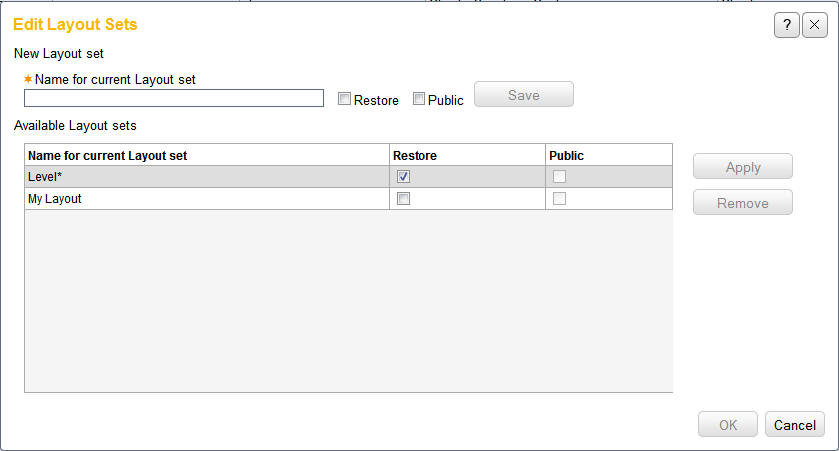 Edit Layout Sets
?
New Layout set
✶Name for current Layout set
Restore Public Save
Available Layout sets
Name for current Layout set Restore Public
Level*
My Layout
Apply
Remove
OK Cancel